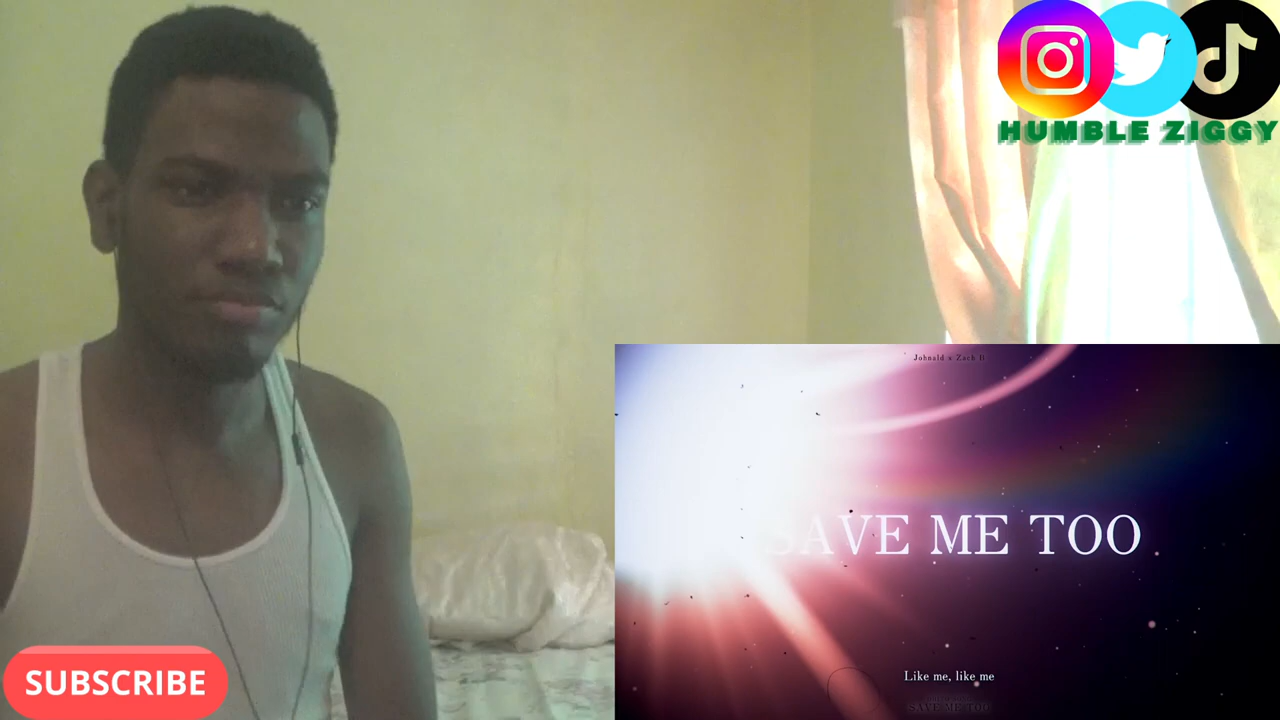 HUMBLE ZIGGY
Johnald x Zach B
SAVE ME TOO
Like me, like me
SAVE ME TOO
SUBSCRIBE